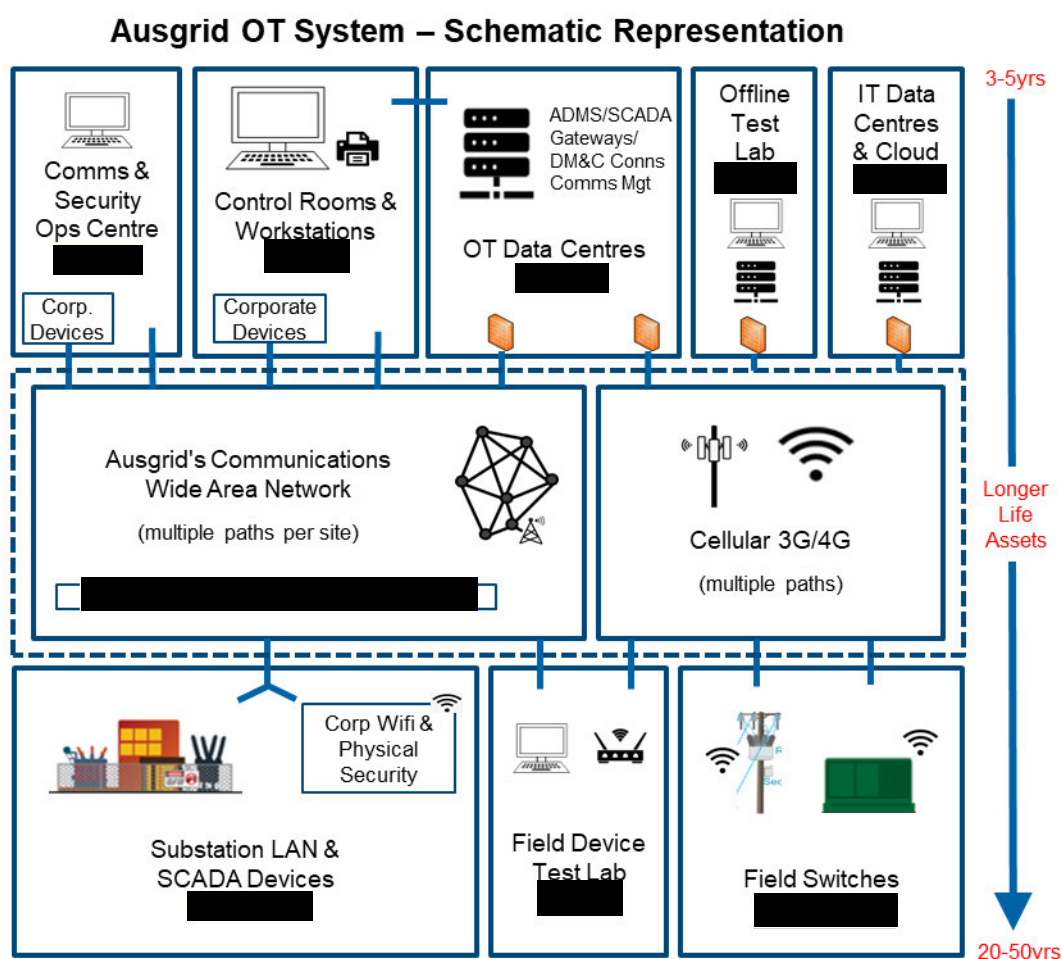 Ausgrid OT System – Schematic Representation
Comms &
Security
Ops Centre
Corp.
Devices
Control Rooms &
Workstations
Corporate
Devices
ADMS/SCADA
Gateways/
DM&C Conns
Comms Mgt
OT Data Centres
Offline
Test
Lab
IT Data
Centres
& Cloud
3-5yrs
Ausgrid's Communications
Wide Area Network
(multiple paths per site)
Cellular 3G/4G
(multiple paths)
Longer
Life
Assets
Corp Wifi &
Physical
Security
Substation LAN &
SCADA Devices
Field Device
Test Lab
R
Sec
Field Switches
20-50yrs